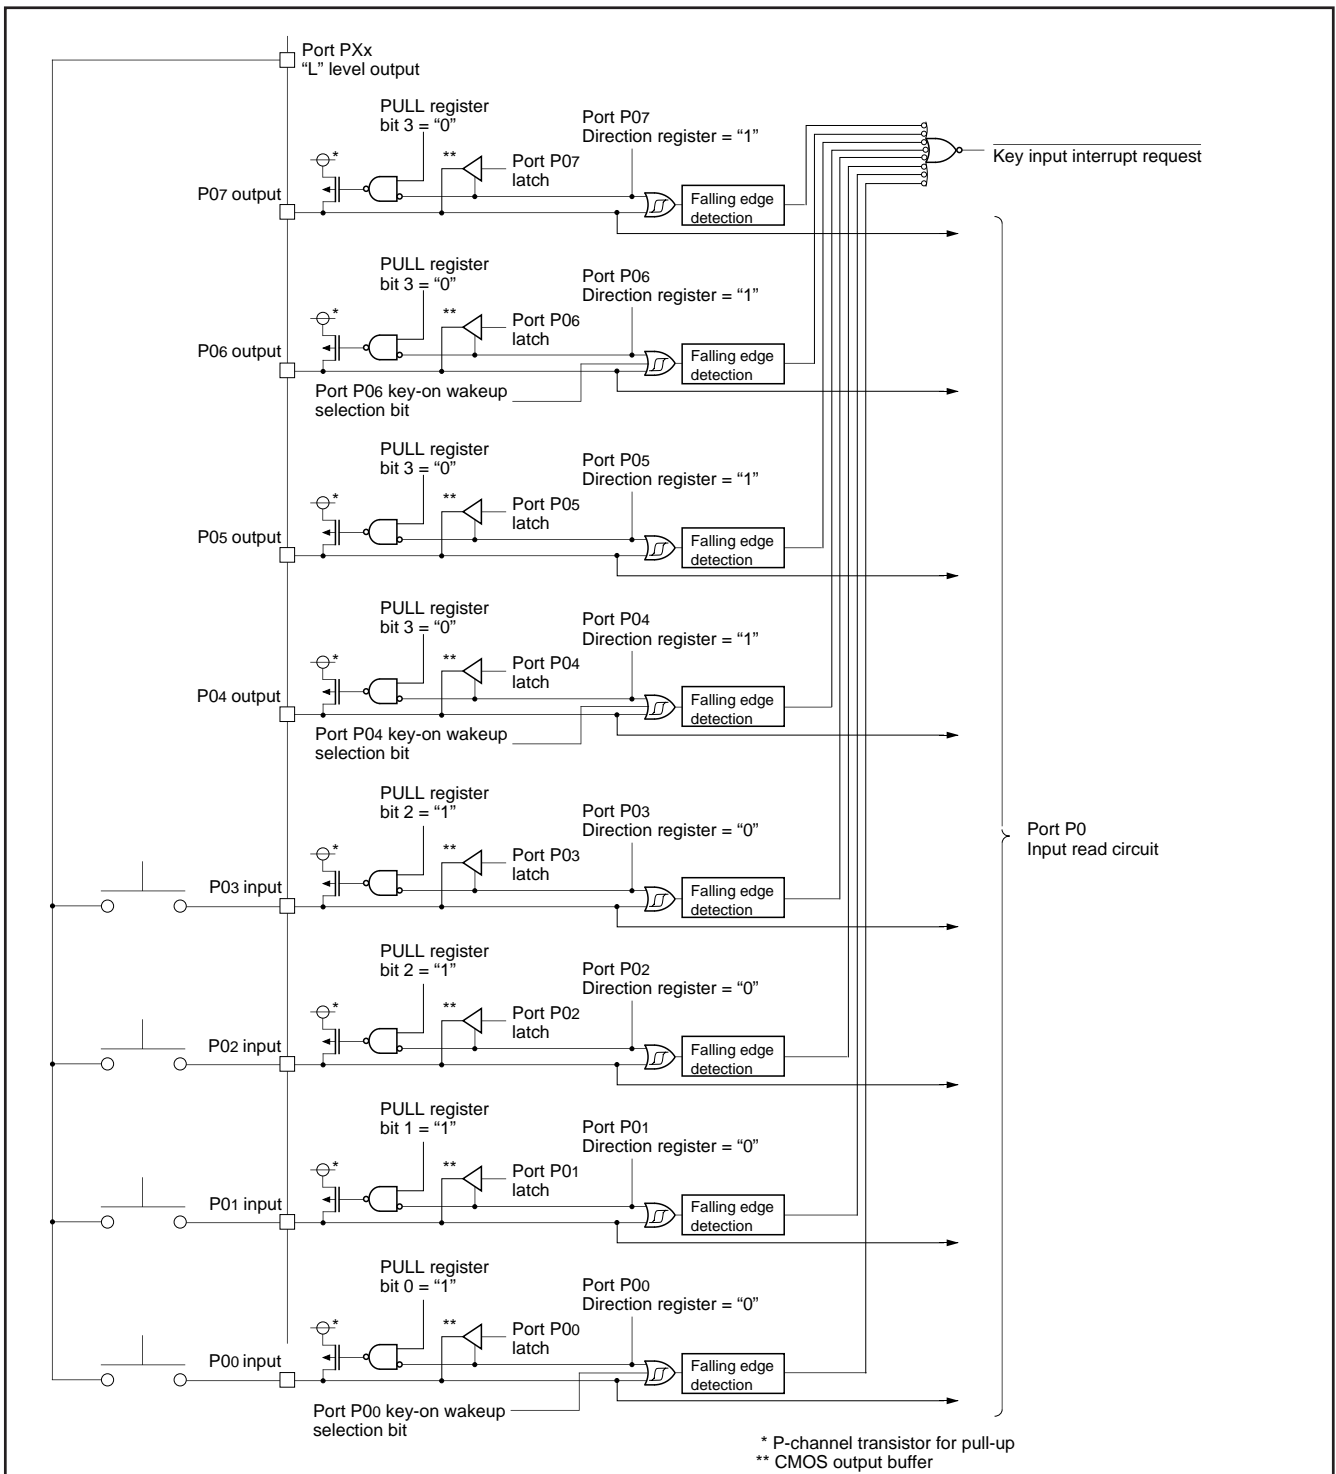 Port PXx
“L” level output
PULL register
bit 3 = “0”
Port P07
Direction register = “1”
*
**
Port P07
latch
P07 output
Falling edge
detection
Key input interrupt request
PULL register
bit 3 = “0”
Port P06
Direction register = “1”
*
**
Port P06
latch
P06 output
Falling edge
detection
Port P06 key-on wakeup
selection bit
PULL register
bit 3 = “0”
Port P05
Direction register = “1”
*
**
Port P05
latch
P05 output
Falling edge
detection
PULL register
bit 3 = “0”
Port P04
Direction register = “1”
*
**
Port P04
latch
P04 output
Falling edge
detection
Port P04 key-on wakeup
selection bit
PULL register
bit 2 = “1”
Port P03
Direction register = “0”
*
**
Port P03
latch
P03 input
Falling edge
detection
Port P0
Input read circuit
PULL register
bit 2 = “1”
Port P02
Direction register = “0”
*
**
Port P02
latch
P02 input
Falling edge
detection
PULL register
bit 1 = “1”
Port P01
Direction register = “0”
*
**
Port P01
latch
P01 input
Falling edge
detection
PULL register
bit 0 = “1”
Port P00
Direction register = “0”
*
**
Port P00
latch
P00 input
Falling edge
detection
Port P00 key-on wakeup
selection bit
* P-channel transistor for pull-up
** CMOS output buffer